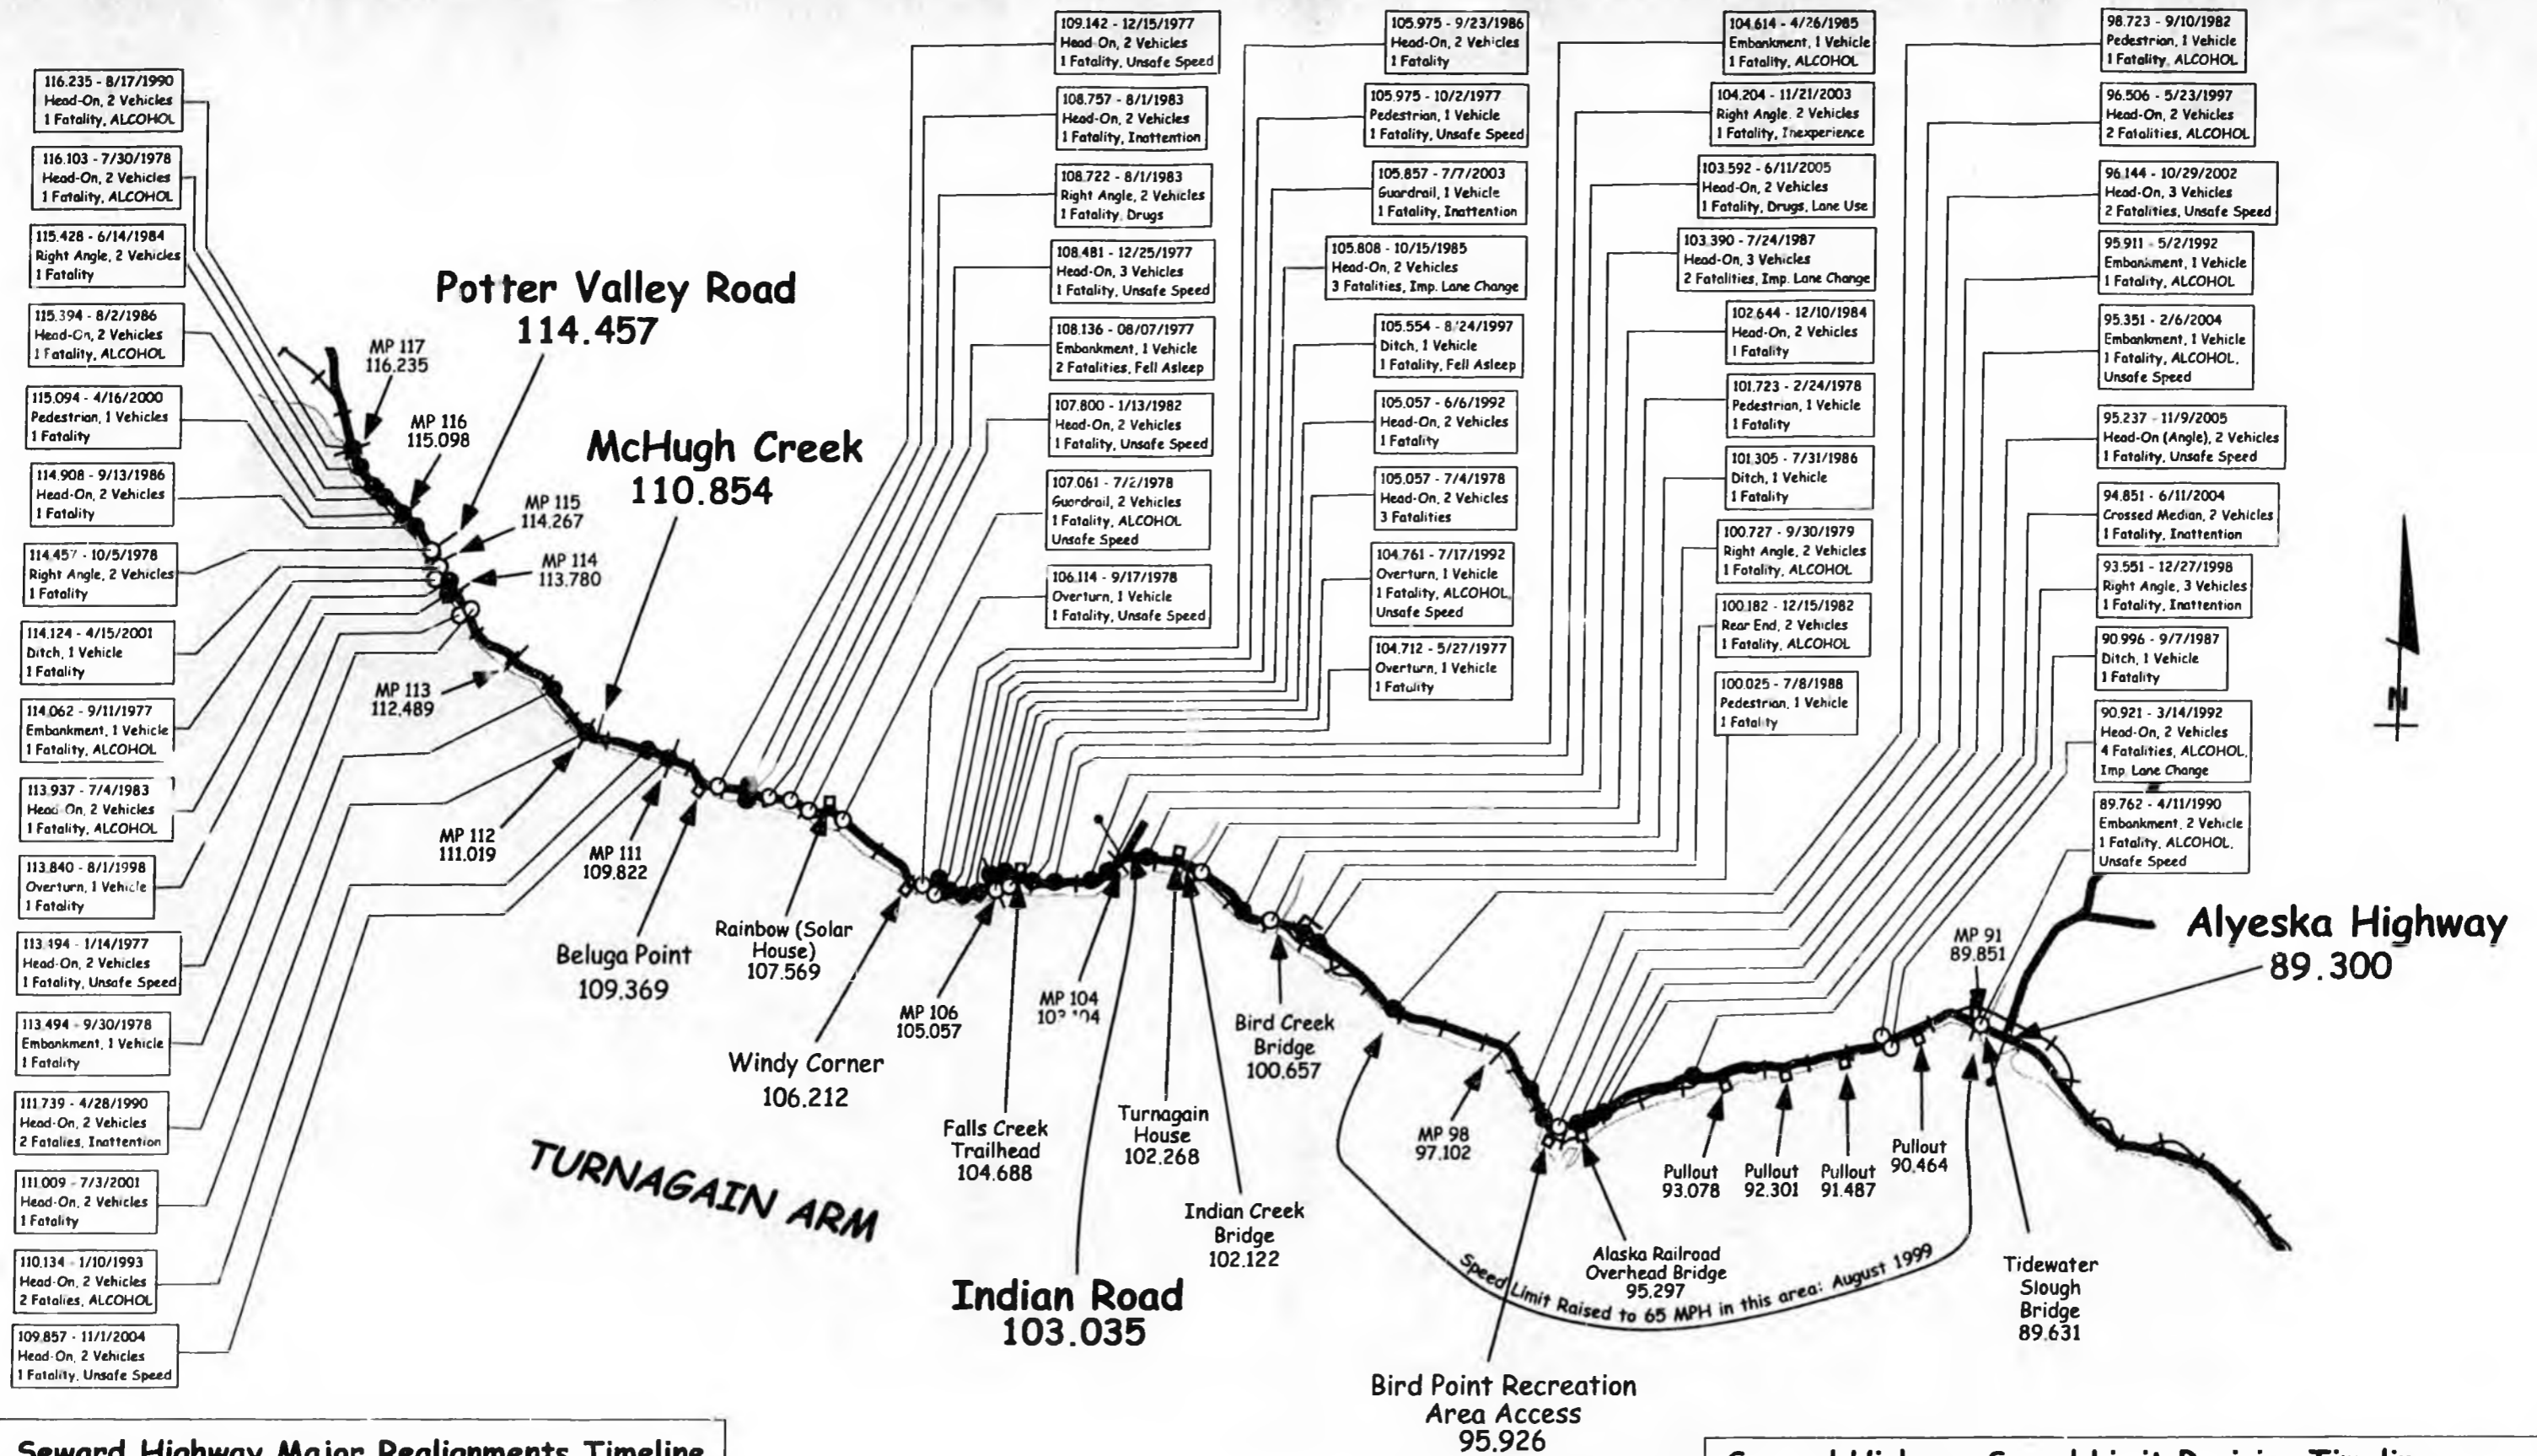 116.235 - 8/17/1990
Head-On, 2 Vehicles
1 Fatality, ALCOHOL
116.103 - 7/30/1978
Head-On, 2 Vehicles
1 Fatality, ALCOHOL
115.428 - 6/14/1984
Right Angle, 2 Vehicles
1 Fatality
115.394 - 8/2/1986
Head-On, 2 Vehicles
1 Fatality, ALCOHOL
115.094 - 4/16/2000
Pedestrian, 1 Vehicles
1 Fatality
114.908 - 9/13/1986
Head-On, 2 Vehicles
1 Fatality
114.457 - 10/5/1978
Right Angle, 2 Vehicles
1 Fatality
114.124 - 4/15/2001
Ditch, 1 Vehicle
1 Fatality
114.062 - 9/11/1977
Embankment, 1 Vehicle
1 Fatality, ALCOHOL
113.937 - 7/4/1983
Head-On, 2 Vehicles
1 Fatality, ALCOHOL
113.840 - 8/1/1998
Overturn, 1 Vehicle
1 Fatality
113.494 - 1/14/1977
Head-On, 2 Vehicles
1 Fatality, Unsafe Speed
113.494 - 9/30/1978
Embankment, 1 Vehicle
1 Fatality
111.739 - 4/28/1990
Head-On, 2 Vehicles
2 Fatalies, Inattention
111.009 - 7/3/2001
Head-On, 2 Vehicles
1 Fatality
110.134 - 1/10/1993
Head-On, 2 Vehicles
2 Fatalies, ALCOHOL
109.857 - 11/1/2004
Head-On, 2 Vehicles
1 Fatality, Unsafe Speed
109.142 - 12/15/1977
Head On, 2 Vehicles
1 Fatality, Unsafe Speed
108.757 - 8/1/1983
Head-On, 2 Vehicles
1 Fatality, Inattention
108.722 - 8/1/1983
Right Angle, 2 Vehicles
1 Fatality, Drugs
108.481 - 12/25/1977
Head-On, 3 Vehicles
1 Fatality, Unsafe Speed
108.136 - 08/07/1977
Embankment, 1 Vehicle
2 Fatalities, Fell Asleep
107.800 - 1/13/1982
Head-On, 2 Vehicles
1 Fatality, Unsafe Speed
107.061 - 7/2/1978
Guardrail, 2 Vehicles
1 Fatality, ALCOHOL
Unsafe Speed
106.114 - 9/17/1978
Overturn, 1 Vehicle
1 Fatality, Unsafe Speed
105.975 - 9/23/1986
Head-On, 2 Vehicles
1 Fatality
105.975 - 10/2/1977
Pedestrian, 1 Vehicle
1 Fatality, Unsafe Speed
105.857 - 7/7/2003
Guardrail, 1 Vehicle
1 Fatality, Inattention
105.808 - 10/15/1985
Head-On, 2 Vehicles
3 Fatalities, Imp. Lane Change
105.554 - 8/24/1997
Ditch, 1 Vehicle
1 Fatality, Fell Asleep
105.057 - 6/6/1992
Head-On, 2 Vehicles
1 Fatality
105.057 - 7/4/1978
Head-On, 2 Vehicles
3 Fatalities
104.761 - 7/17/1992
Overturn, 1 Vehicle
1 Fatality, ALCOHOL,
Unsafe Speed
104.712 - 5/27/1977
Overturn, 1 Vehicle
1 Fatality
104.614 - 4/26/1985
Embankment, 1 Vehicle
1 Fatality, ALCOHOL
104.204 - 11/21/2003
Right Angle, 2 Vehicles
1 Fatality, Inexperience
103.592 - 6/11/2005
Head-On, 2 Vehicles
1 Fatality, Drugs, Lane Use
103.390 - 7/24/1987
Head-On, 3 Vehicles
2 Fatalities, Imp. Lane Change
102.644 - 12/10/1984
Head-On, 2 Vehicles
1 Fatality
101.723 - 2/24/1978
Pedestrian, 1 Vehicle
1 Fatality
101.305 - 7/31/1986
Ditch, 1 Vehicle
1 Fatality
100.727 - 9/30/1979
Right Angle, 2 Vehicles
1 Fatality, ALCOHOL
100.182 - 12/15/1982
Rear End, 2 Vehicles
1 Fatality, ALCOHOL
100.025 - 7/8/1988
Pedestrian, 1 Vehicle
1 Fatality
98.723 - 9/10/1982
Pedestrian, 1 Vehicle
1 Fatality, ALCOHOL
96.506 - 5/23/1997
Head-On, 2 Vehicles
2 Fatalities, ALCOHOL
96.144 - 10/29/2002
Head-On, 3 Vehicles
2 Fatalities, Unsafe Speed
95.911 - 5/2/1992
Embankment, 1 Vehicle
1 Fatality, ALCOHOL
95.351 - 2/6/2004
Embankment, 1 Vehicle
1 Fatality, ALCOHOL,
Unsafe Speed
95.237 - 11/9/2005
Head-On (Angle), 2 Vehicles
1 Fatality, Unsafe Speed
94.851 - 6/11/2004
Crossed Median, 2 Vehicles
1 Fatality, Inattention
93.551 - 12/27/1998
Right Angle, 3 Vehicles
1 Fatality, Inattention
90.996 - 9/7/1987
Ditch, 1 Vehicle
1 Fatality
90.921 - 3/14/1992
Head-On, 2 Vehicles
4 Fatalities, ALCOHOL,
Imp. Lane Change
89.762 - 4/11/1990
Embankment, 2 Vehicle
1 Fatality, ALCOHOL,
Unsafe Speed
Potter Valley Road
114.457
MP 117
116.235
MP 116
115.098
McHugh Creek
110.854
MP 115
114.267
MP 114
113.780
MP 113
112.489
MP 112
111.019
MP 111
109.822
Beluga Point
109.369
Rainbow (Solar
House)
107.569
Windy Corner
106.212
MP 106
105.057
Falls Creek
Trailhead
104.688
MP 104
Indian Road
103.035
Turnagain
House
102.268
Indian Creek
Bridge
102.122
Bird Creek
Bridge
100.657
MP 98
97.102
Bird Point Recreation
Area Access
95.926
Alaska Railroad
Overhead Bridge
95.297
Pullout
93.078
Pullout
92.301
Pullout
91.487
Pullout
90.464
MP 91
89.851
Tidewater
Slough
Bridge
89.631
Alyeska Highway
89.300
N
TURNAGAIN ARM
Speed Limit Raised to 65 MPH in this area: August 1999
Seward Highway Major Realignments Timeline